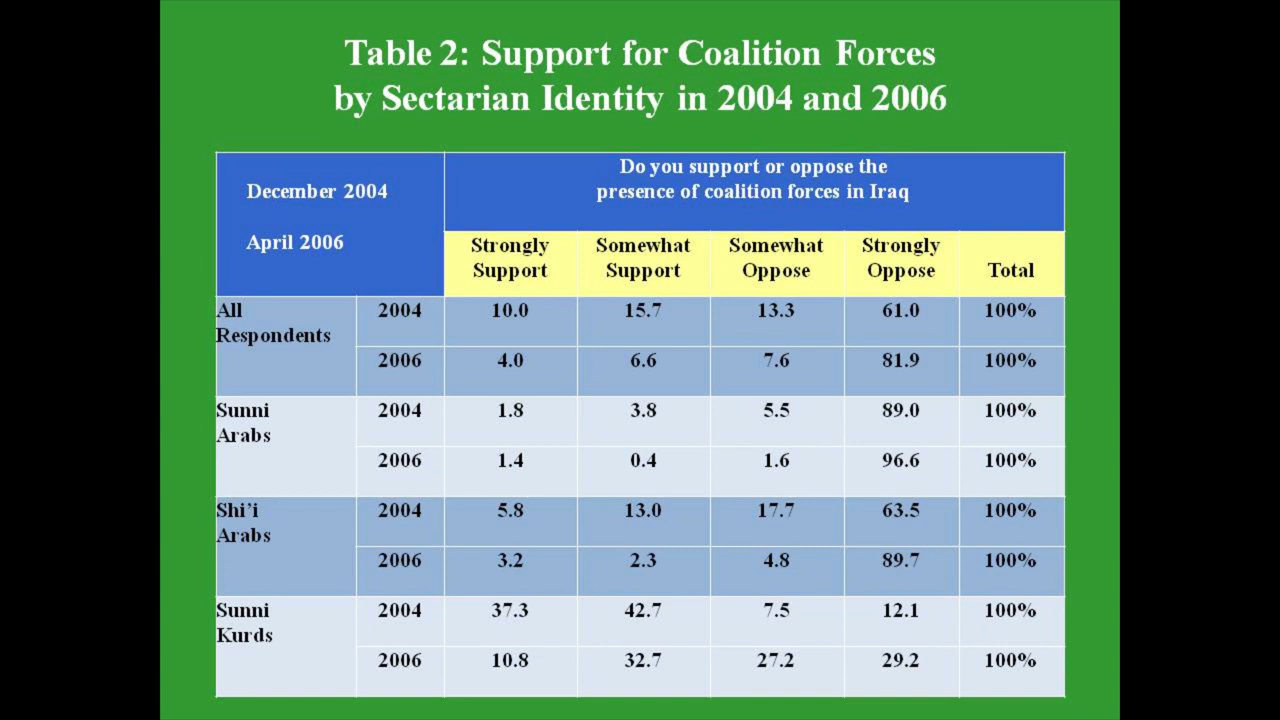 Table 2: Support for Coalition Forces
by Sectarian Identity in 2004 and 2006
December 2004
April 2006
Do you support or oppose the
presence of coalition forces in Iraq
Strongly Support Somewhat Support Somewhat Oppose Strongly Oppose Total
All Respondents 2004 10.0 15.7 13.3 61.0 100%
2006 4.0 6.6 7.6 81.9 100%
Sunni Arabs 2004 1.8 3.8 5.5 89.0 100%
2006 1.4 0.4 1.6 96.6 100%
Shi'i Arabs 2004 5.8 13.0 17.7 63.5 100%
2006 3.2 2.3 4.8 89.7 100%
Sunni Kurds 2004 37.3 42.7 7.5 12.1 100%
2006 10.8 32.7 27.2 29.2 100%